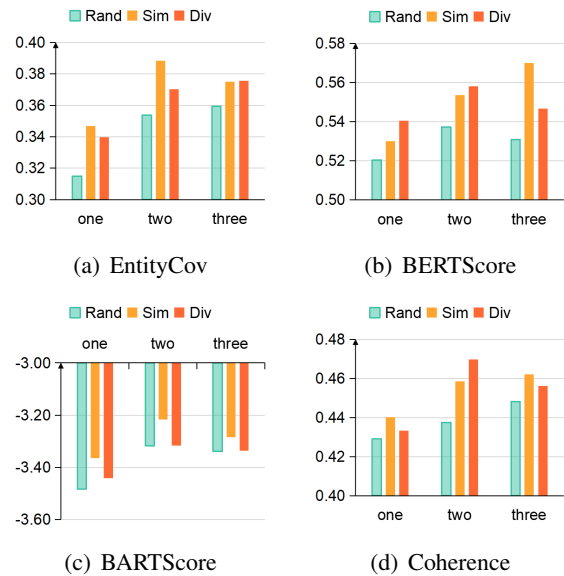 Rand Sim Div
0.40
0.38
0.36
0.34
0.32
0.30
one two three
(a) EntityCov
Rand Sim Div
0.58
0.56
0.54
0.52
0.50
one two three
(b) BERTScore
Rand Sim Div
one two three
-3.00
-3.20
-3.40
-3.60
(c) BARTScore
Rand Sim Div
0.48
0.46
0.44
0.42
0.40
one two three
(d) Coherence